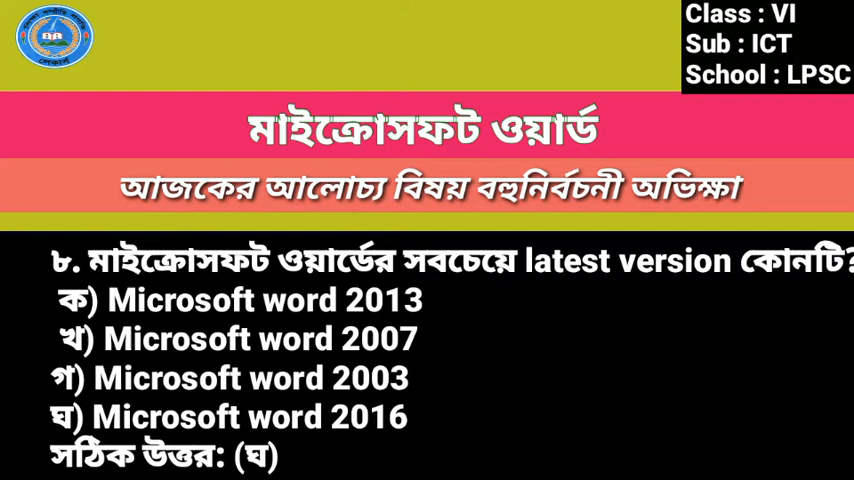 Class : VI
Sub : ICT
School : LPSC
মাইক্রোসফট ওয়ার্ড
আজকের আলোচ্য বিষয় বহুনির্বচনী অভিক্ষা
৮. মাইক্রোসফট ওয়ার্ডের সবচেয়ে latest version কোনটি?
ক) Microsoft word 2013
খ) Microsoft word 2007
গ) Microsoft word 2003
ঘ) Microsoft word 2016
সঠিক উত্তর: (ঘ)